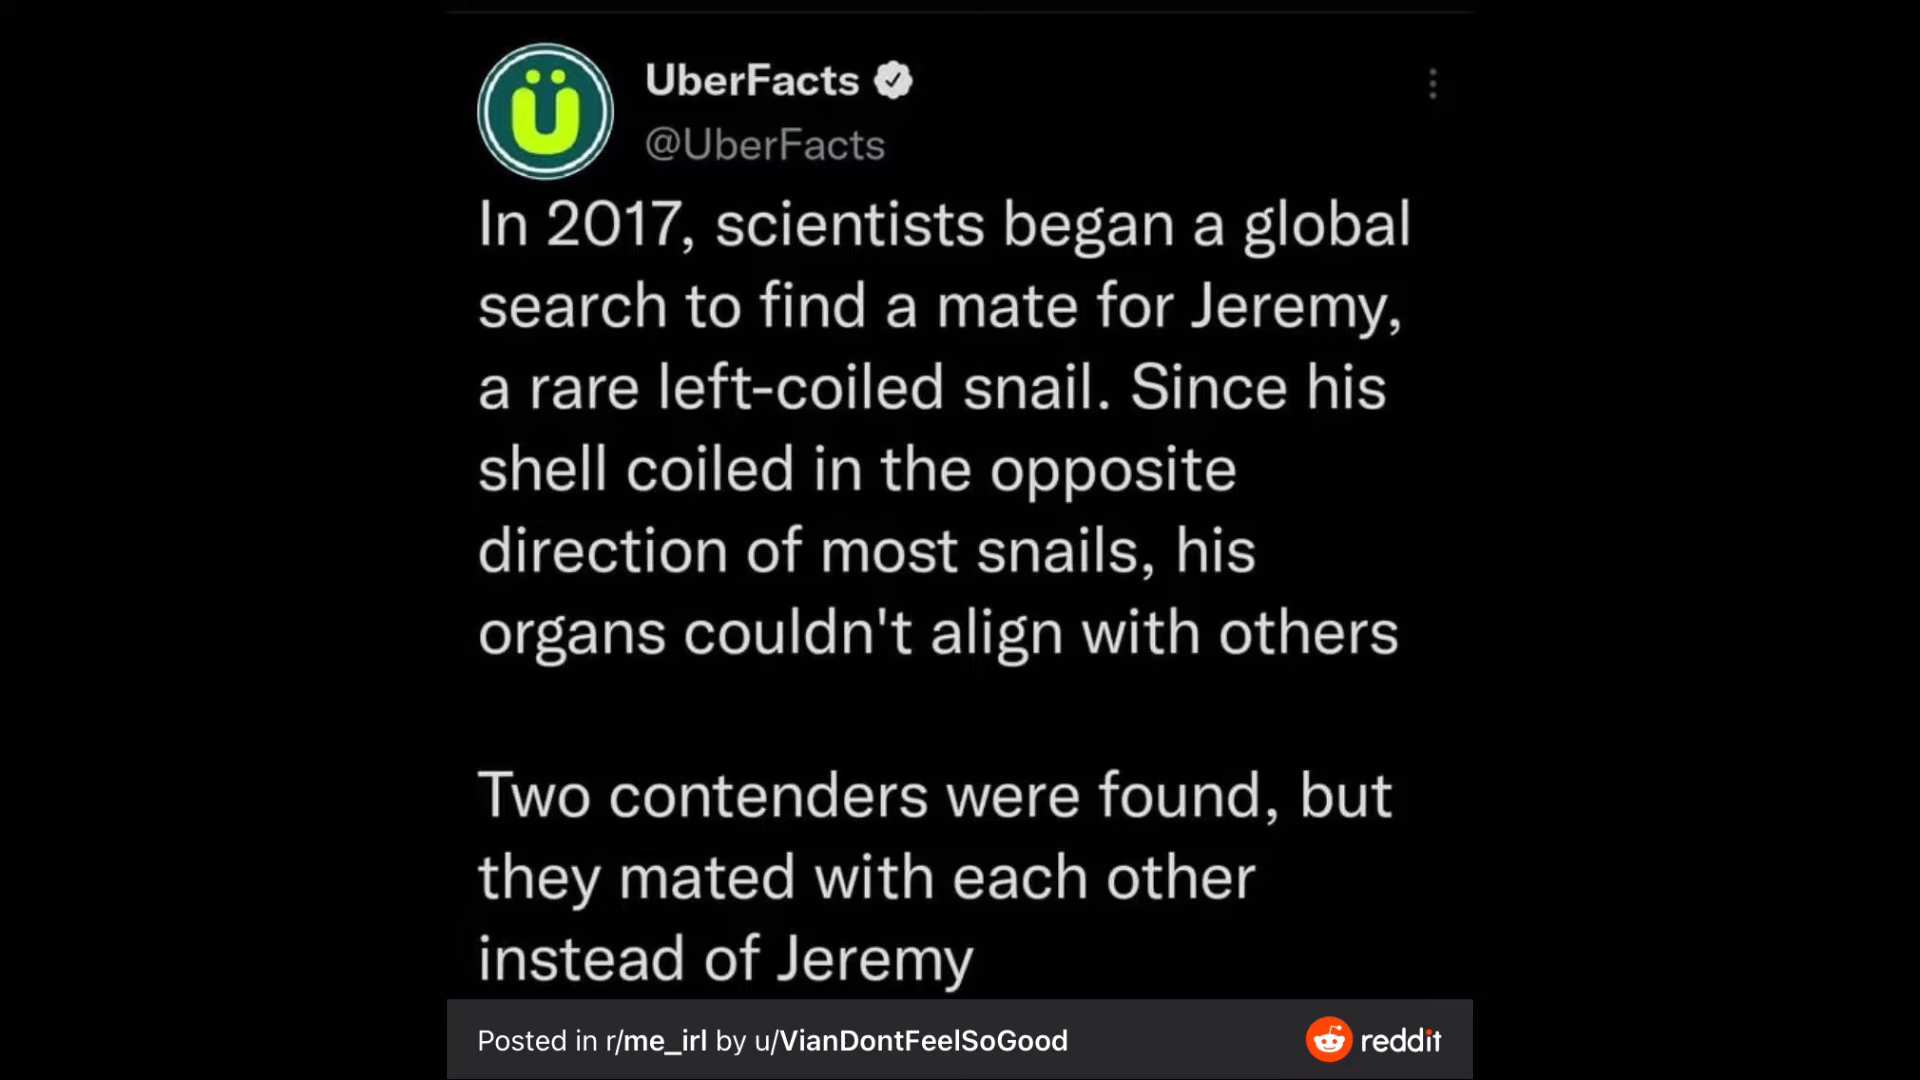 UberFacts
@UberFacts
In 2017, scientists began a global
search to find a mate for Jeremy,
a rare left-coiled snail. Since his
shell coiled in the opposite
direction of most snails, his
organs couldn't align with others
Two contenders were found, but
they mated with each other
instead of Jeremy
Posted in r/me_irl by u/VianDontFeelSoGood
reddit